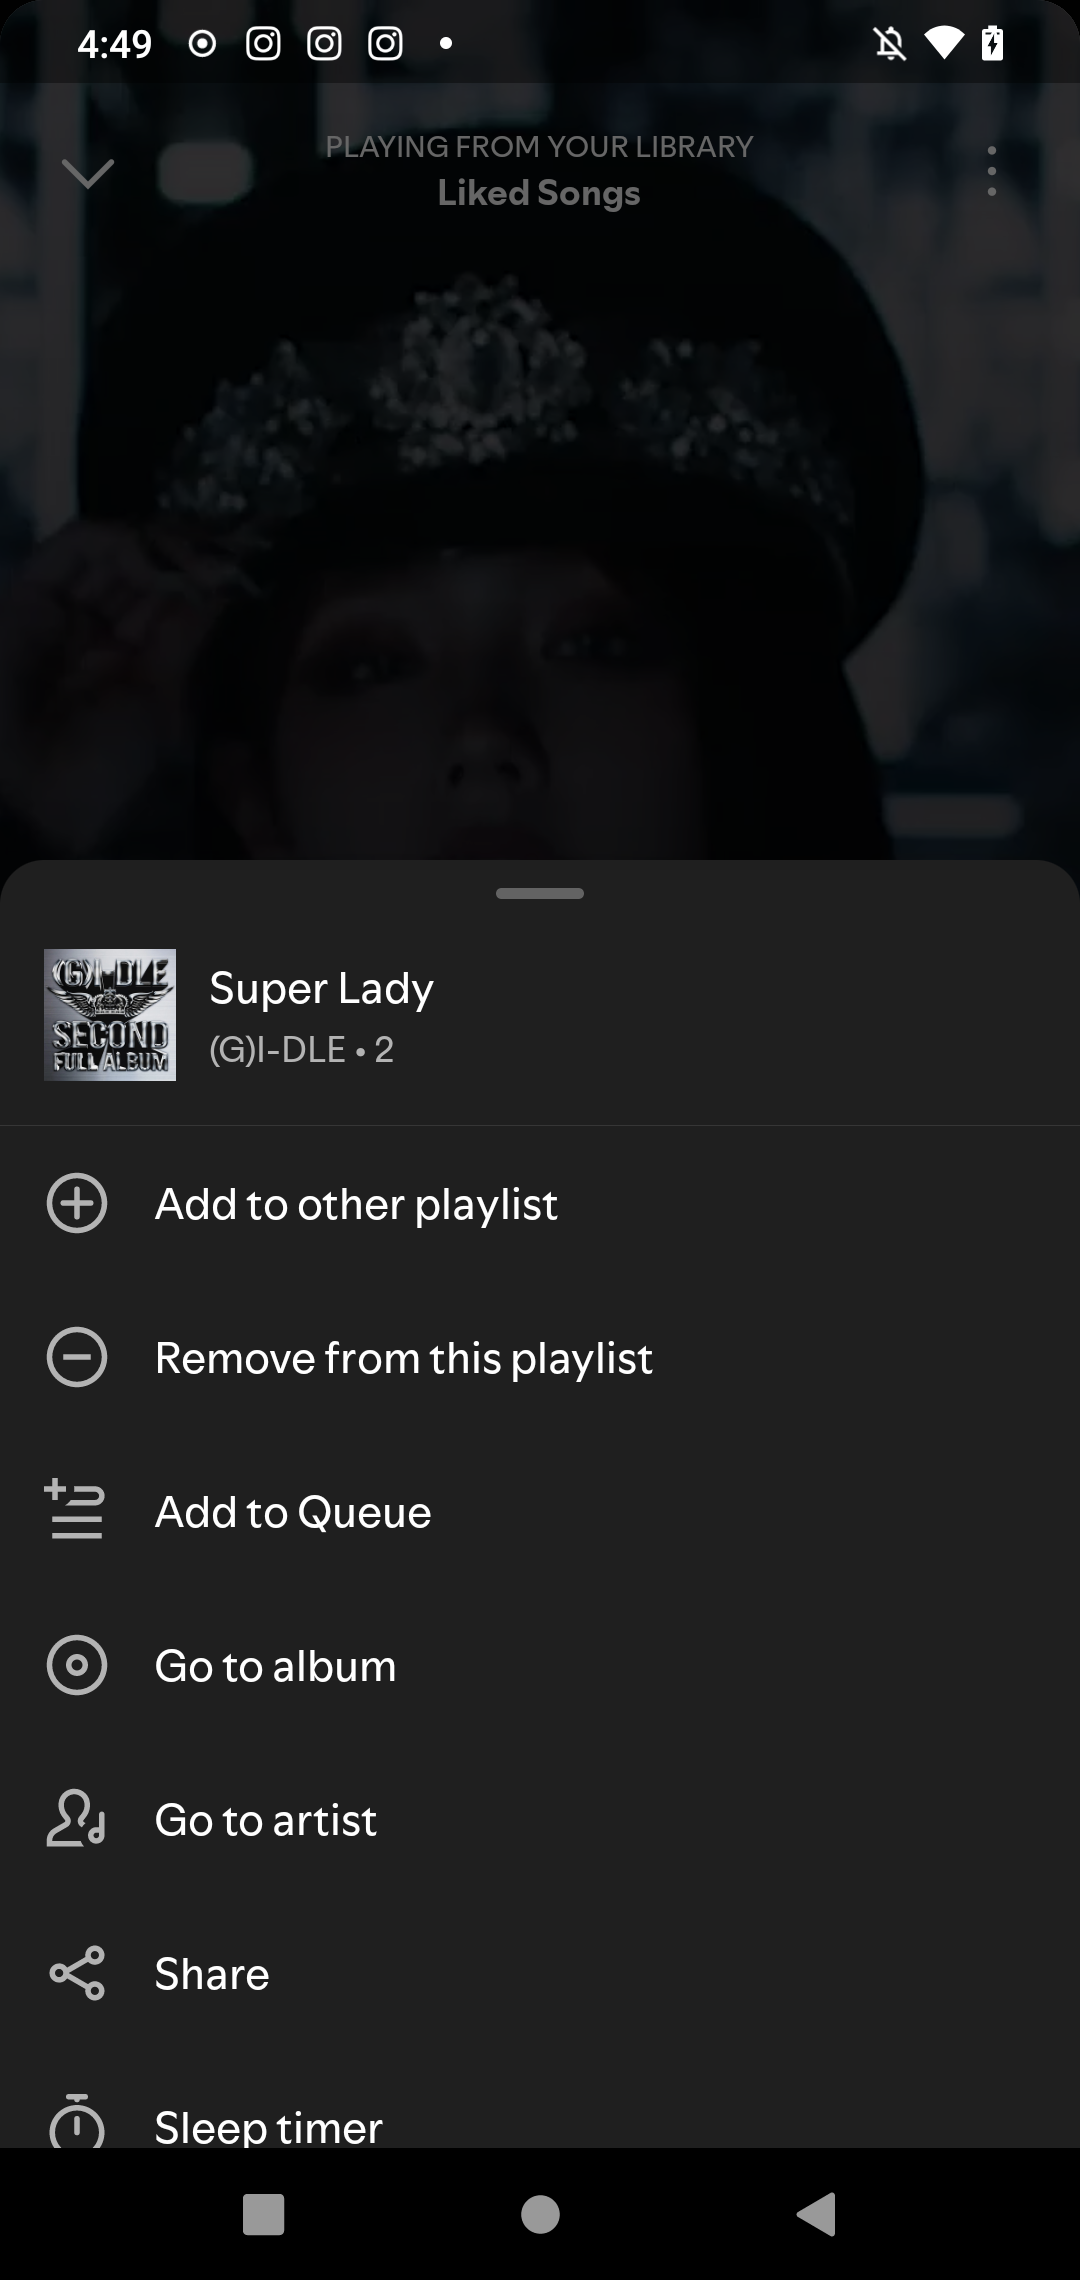 4:49
PLAYING FROM YOUR LIBRARY
Liked Songs
(G)I-DLE
SECOND
FULL ALBUM
Super Lady
(G)I-DLE • 2
Add to other playlist
Remove from this playlist
Add to Queue
Go to album
Go to artist
Share
Sleep timer